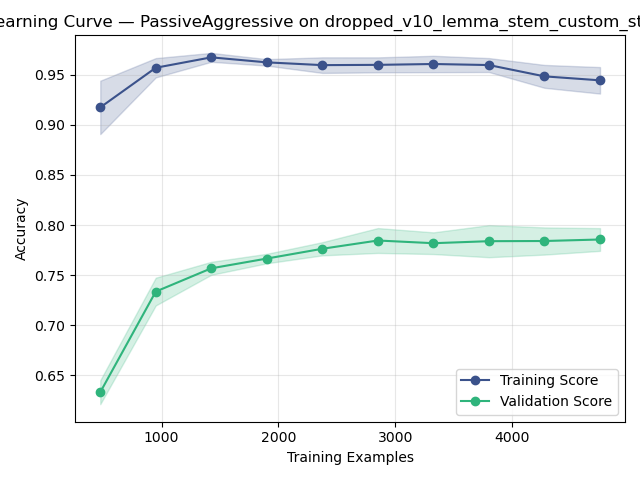 earning Curve — PassiveAggressive on dropped_v10_lemma_stem_custom_st
0.95
0.90
0.85
0.80
0.75
0.70
0.65
Accuracy
Training Score
Validation Score
1000
2000
3000
4000
Training Examples